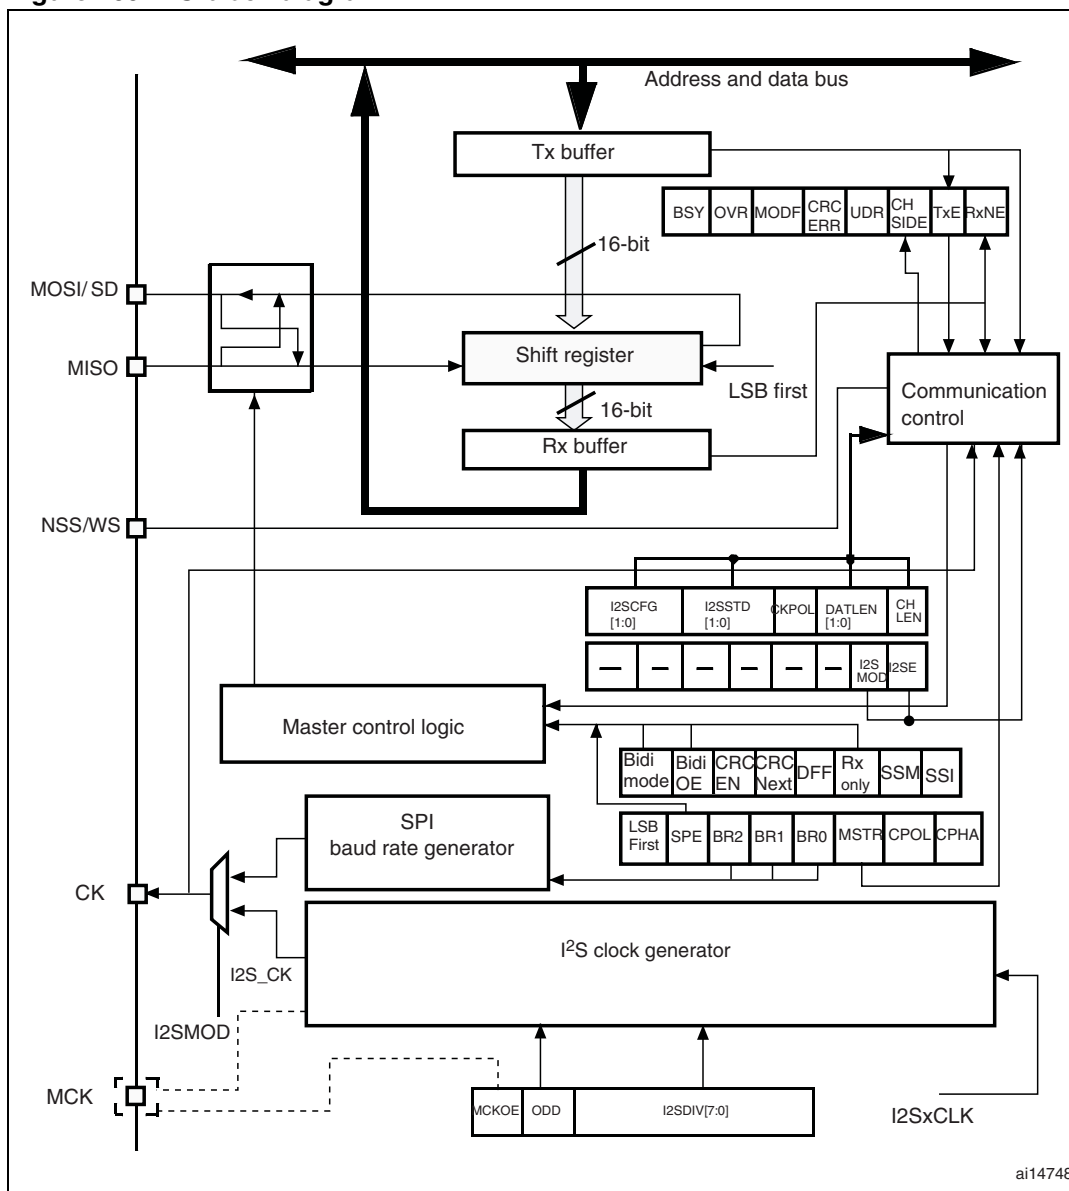 Address and data bus
Tx buffer
BSY OVR MODF CRC ERR UDR CH SIDE TxE RxNE
16-bit
MOSI/ SD
Shift register
MISO
LSB first
Communication
control
16-bit
Rx buffer
NSS/WS
I2SCFG [1:0] I2SSTD [1:0] CKPOL DATLEN [1:0] CH LEN
— — — — — — I2S MOD I2SE
Master control logic
Bidi mode Bidi OE CRC EN CRC Next DFF Rx only SSM SSI
LSB First SPE BR2 BR1 BR0 MSTR CPOL CPHA
SPI
baud rate generator
CK
I²S clock generator
I2S_CK
I2SMOD
MCK
MCKOE ODD I2SDIV[7:0]
I2SxCLK
ai14748